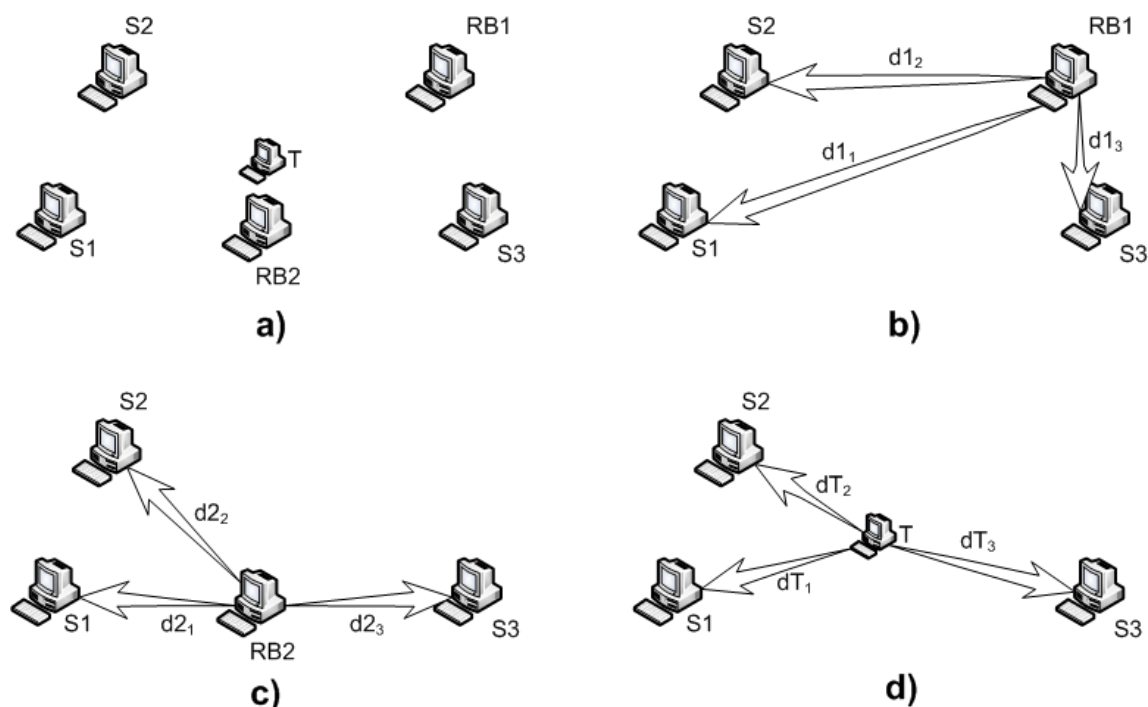 S2
RB1
T
S1
RB2
S3
a)
S2
RB1
d1₂
d1₁
d1₃
S1
S3
b)
S2
d2₂
S1
d2₁
d2₃
S3
RB2
c)
S2
dT₂
T
dT₃
dT₁
S1
S3
d)